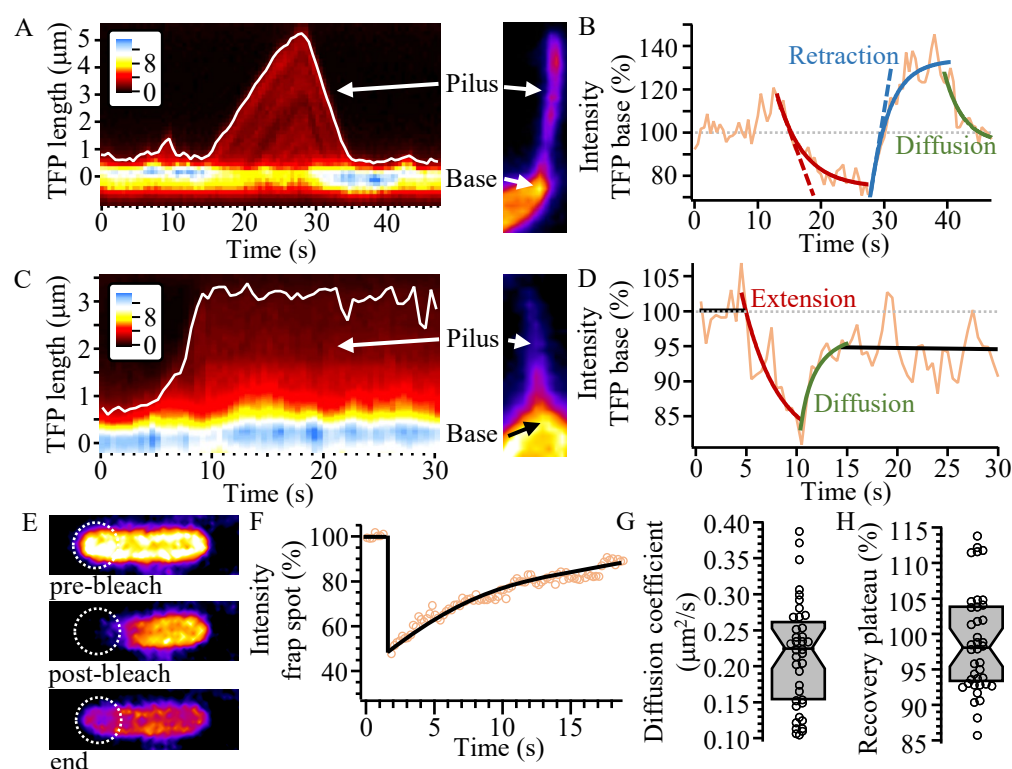 A
TFP length (μm)
5
4
3
2
1
0
8
0
0
10
20
30
40
Time (s)
Pilus
Base
B
Intensity
TFP base (%)
140
120
100
80
Retraction
Diffusion
0
10
20
30
40
Time (s)
C
TFP length (μm)
3
2
1
0
8
0
0
10
20
30
Time (s)
Pilus
Base
D
Intensity
TFP base (%)
105
100
95
90
85
Extension
Diffusion
0
5
10
15
20
25
30
Time (s)
E
pre-bleach
post-bleach
end
F
Intensity
frap spot (%)
100
80
60
40
0
5
10
15
Time (s)
G
Diffusion coefficient
(μm²/s)
0.40
0.35
0.30
0.25
0.20
0.15
0.10
H
Recovery plateau (%)
115
110
105
100
95
90
85